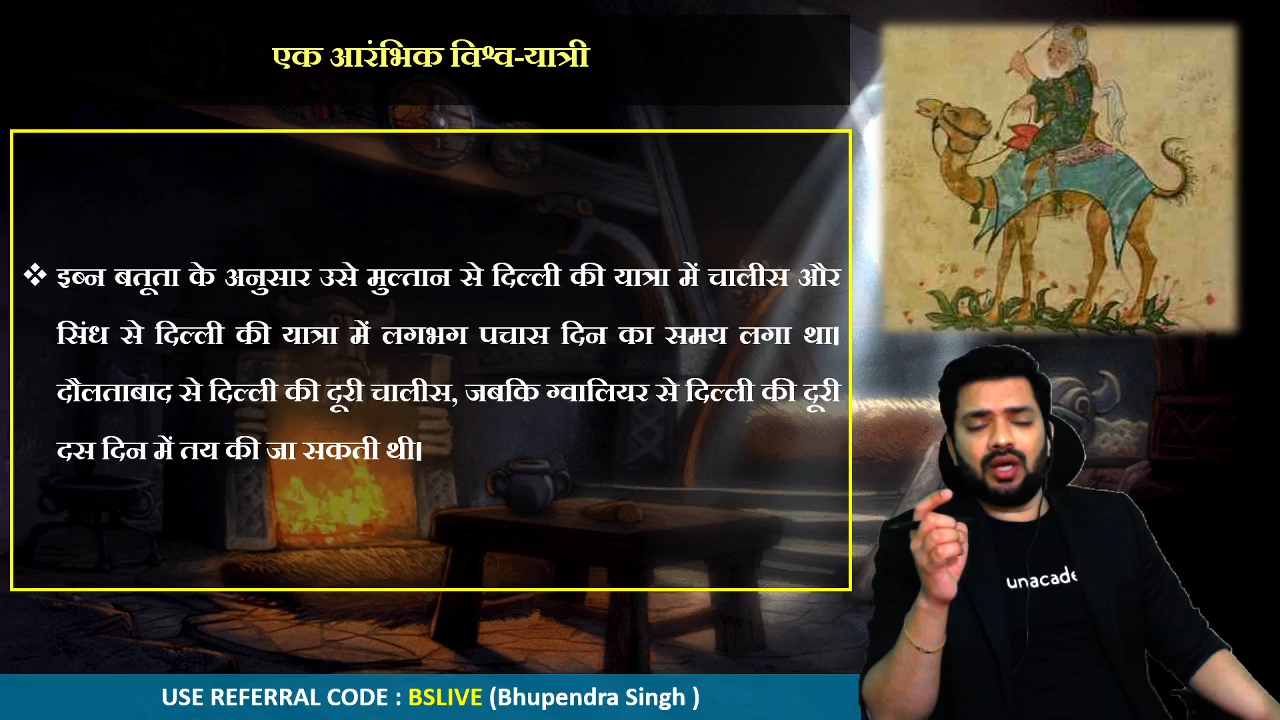 एक आरंभिक विश्व-यात्री
❖ इब्न बतूता के अनुसार उसे मुल्तान से दिल्ली की यात्रा में चालीस और
सिंध से दिल्ली की यात्रा में लगभग पचास दिन का समय लगा था।
दौलताबाद से दिल्ली की दूरी चालीस, जबकि ग्वालियर से दिल्ली की दूरी
दस दिन में तय की जा सकती थी।
unacade
USE REFERRAL CODE : BSLIVE (Bhupendra Singh )